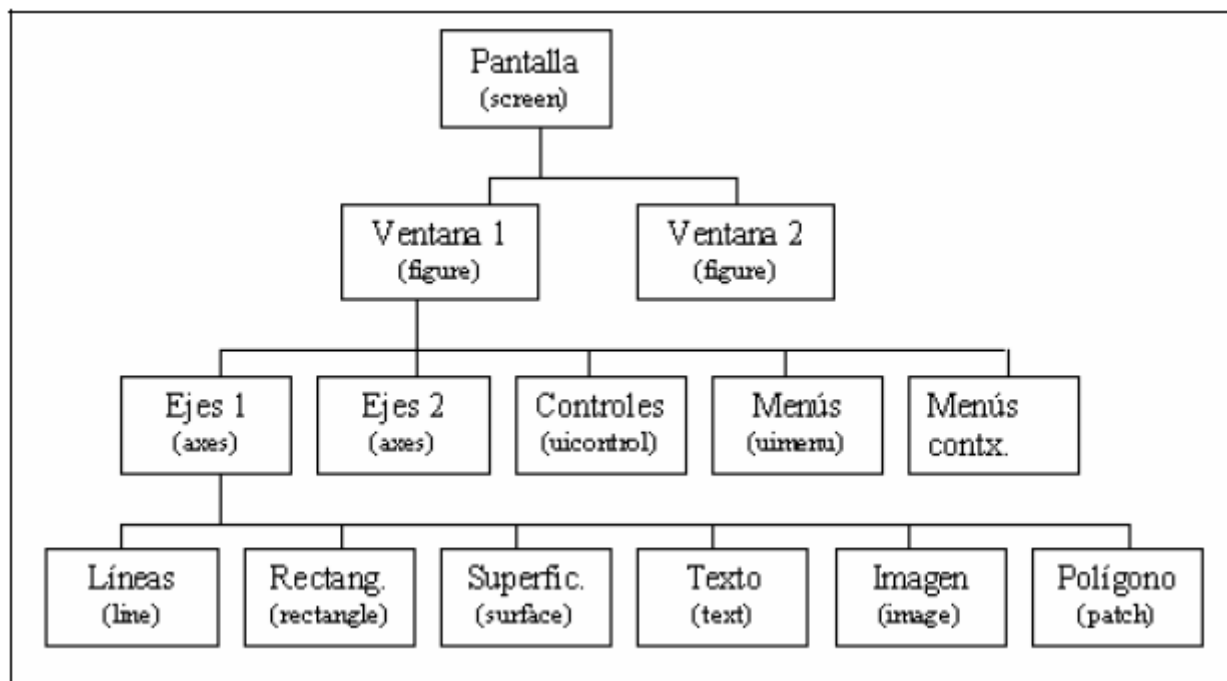 Pantalla
(screen)
Ventana 1
(figure)
Ventana 2
(figure)
Ejes 1
(axes)
Ejes 2
(axes)
Controles
(uicontrol)
Menús
(uimenu)
Menús
contx.
Líneas
(line)
Rectang.
(rectangle)
Superfic.
(surface)
Texto
(text)
Imagen
(image)
Polígono
(patch)